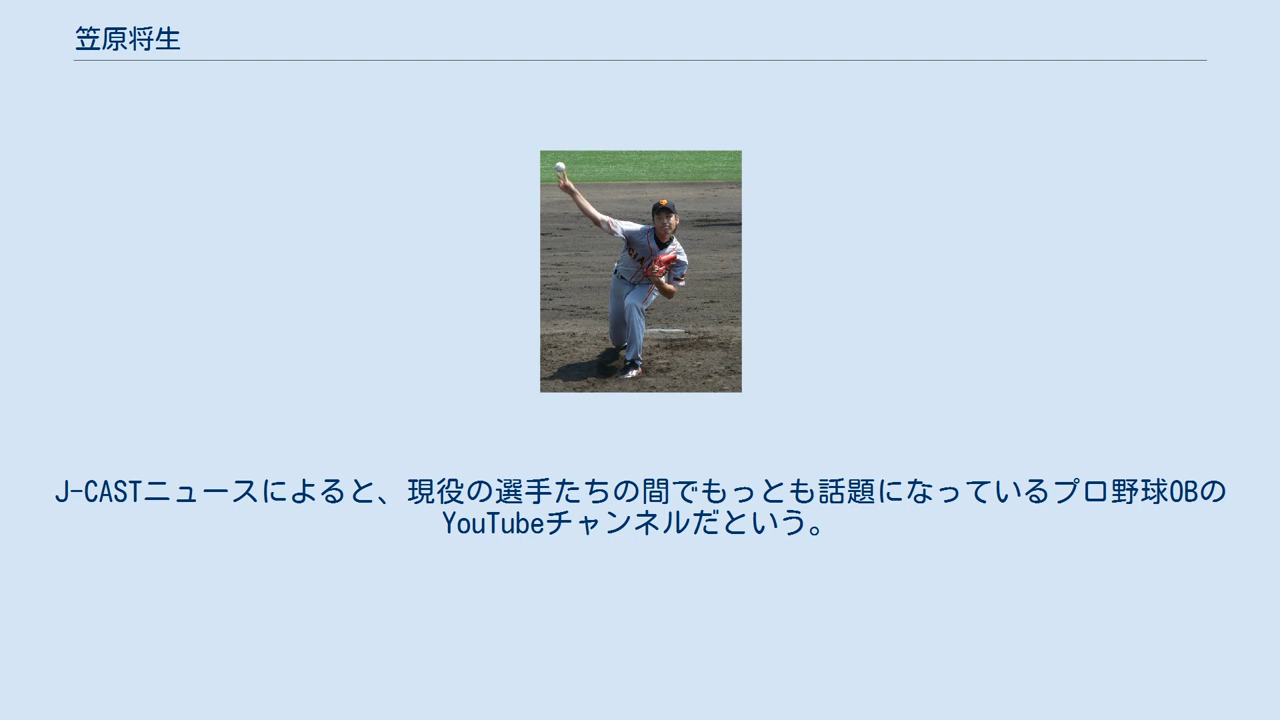 笠原将生
J-CASTニュースによると、現役の選手たちの間でもっとも話題になっているプロ野球OBの
YouTubeチャンネルだという。